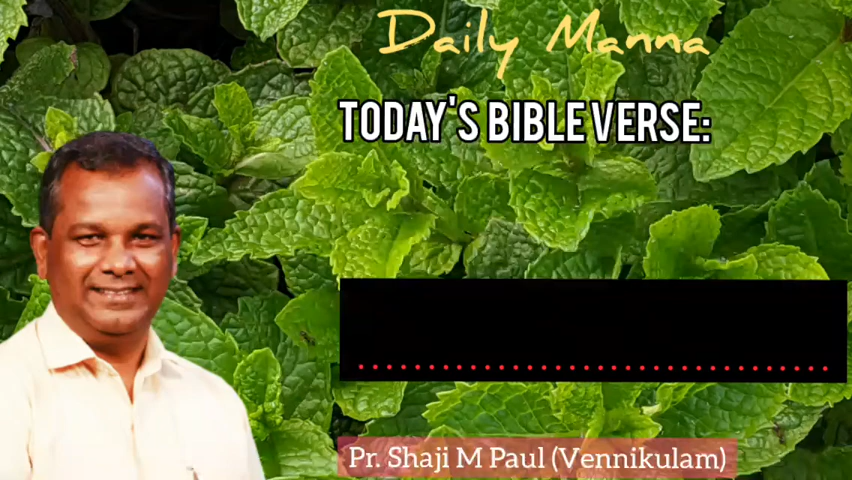 Daily Manna
TODAY'S BIBLE VERSE:
Pr. Shaji M Paul (Vennikulam)